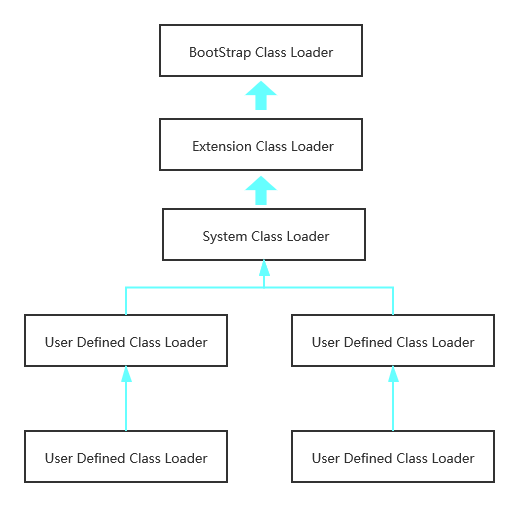 BootStrap Class Loader
Extension Class Loader
System Class Loader
User Defined Class Loader
User Defined Class Loader
User Defined Class Loader
User Defined Class Loader